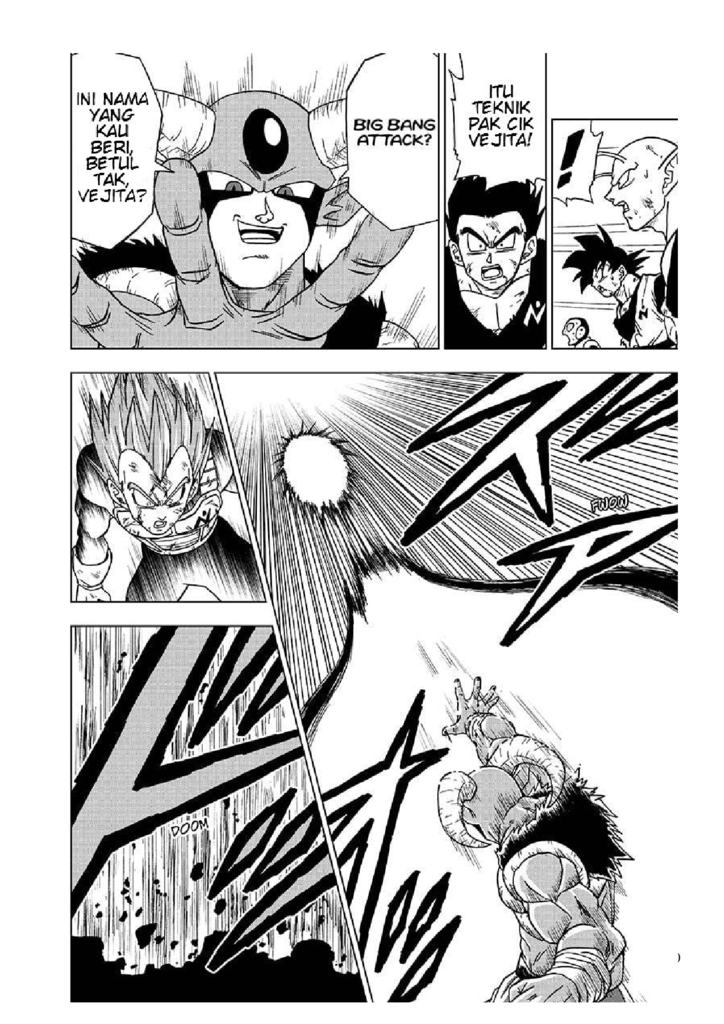 !
ITU
TEKNIK
PAK CIK
VEJITA!
BIG BANG
ATTACK?
INI NAMA
YANG
KAU
BERI,
BETUL
TAK,
VEJITA?
FWOW
DOOM